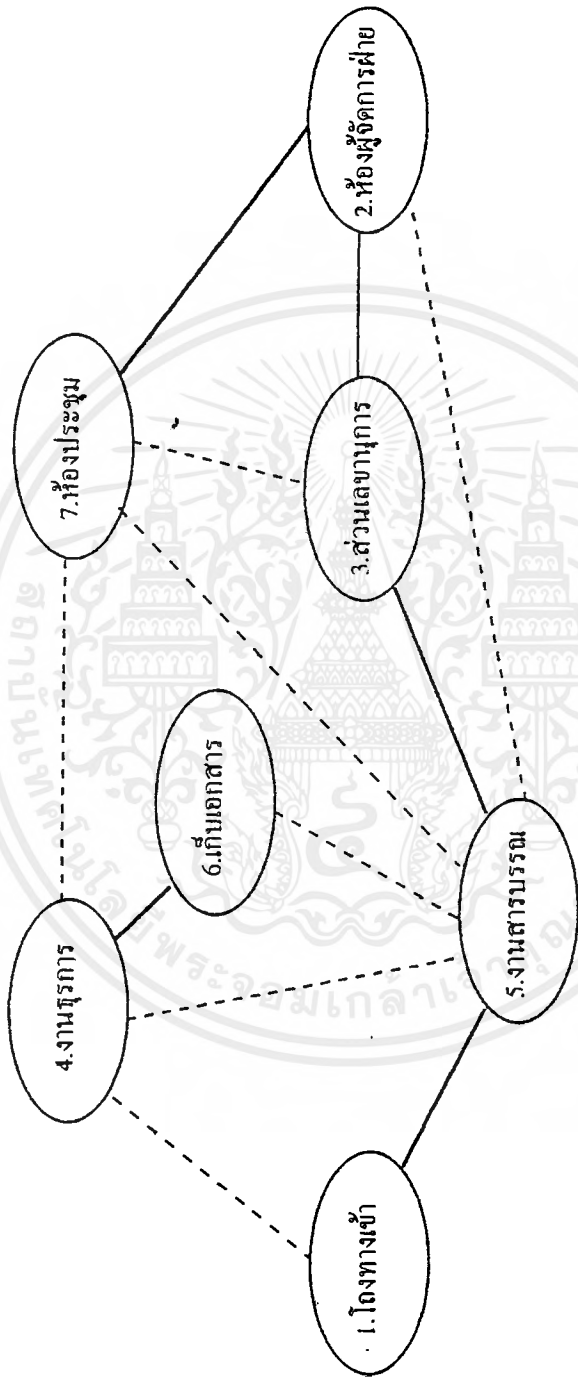 4.งานธุรการ
7.ห้องประชุม
6.เก็บเอกสาร
1.โถงทางเข้า
3.ส่วนเลขานุการ
2.ห้องผู้จัดการฝ่าย
5.งานสารบรรณ